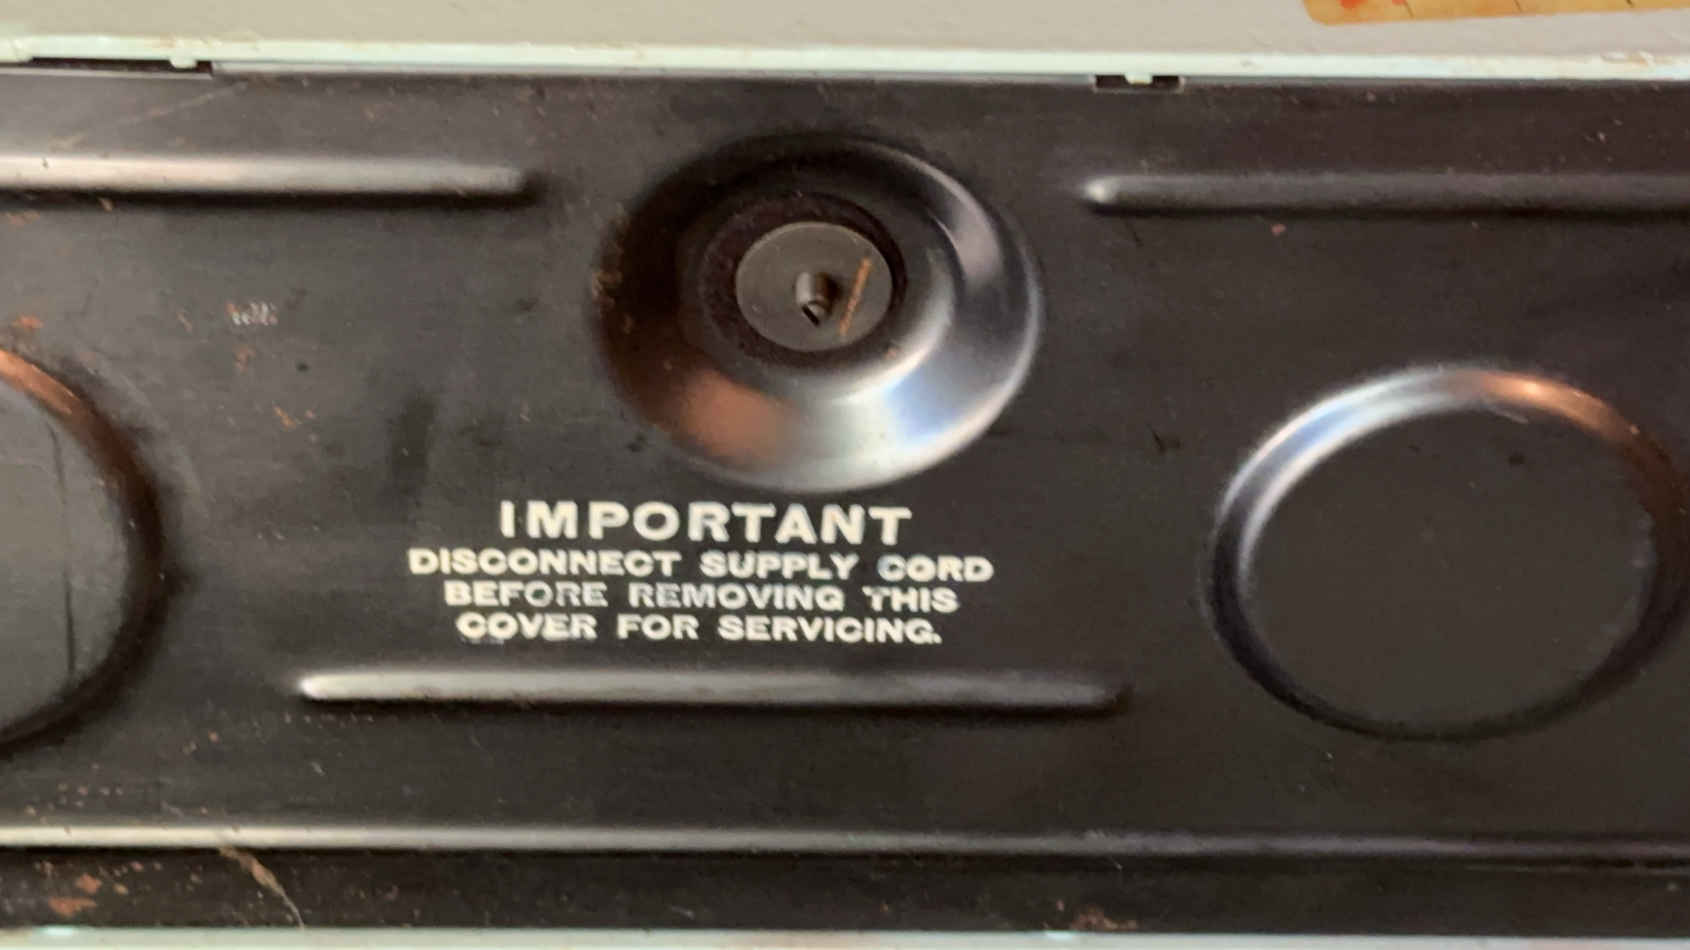 IMPORTANT
DISCONNECT SUPPLY CORD
BEFORE REMOVING THIS
COVER FOR SERVICING.